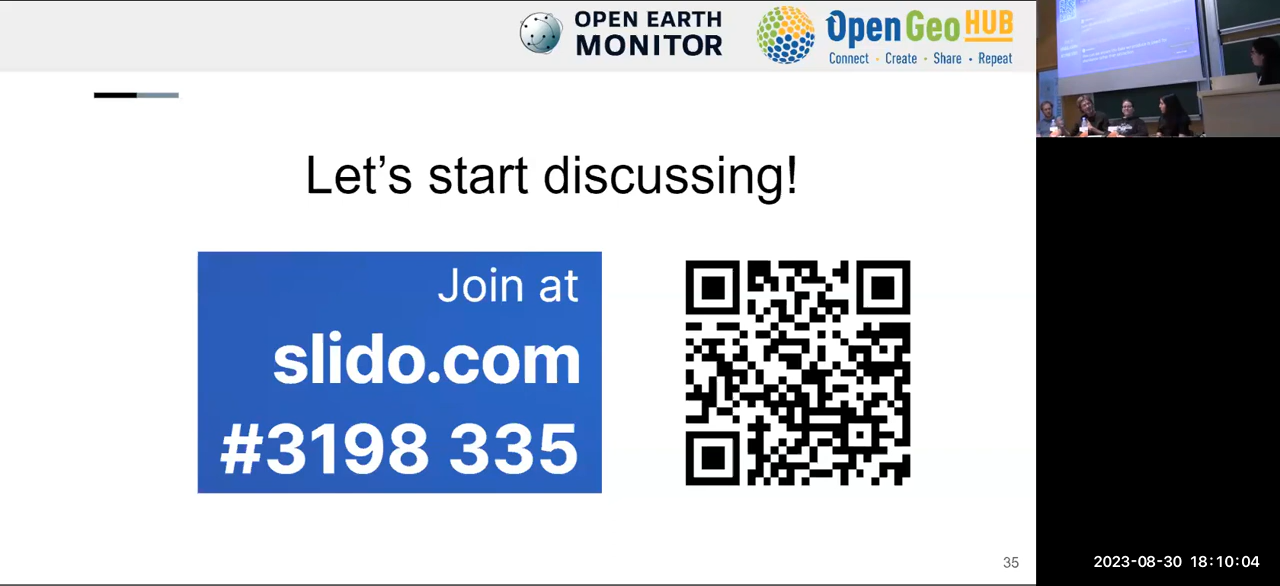 OPEN EARTH
MONITOR
OpenGeoHUB
Connect • Create • Share • Repeat
Let's start discussing!
Join at
slido.com
#3198 335
35
2023-08-30 18:10:04